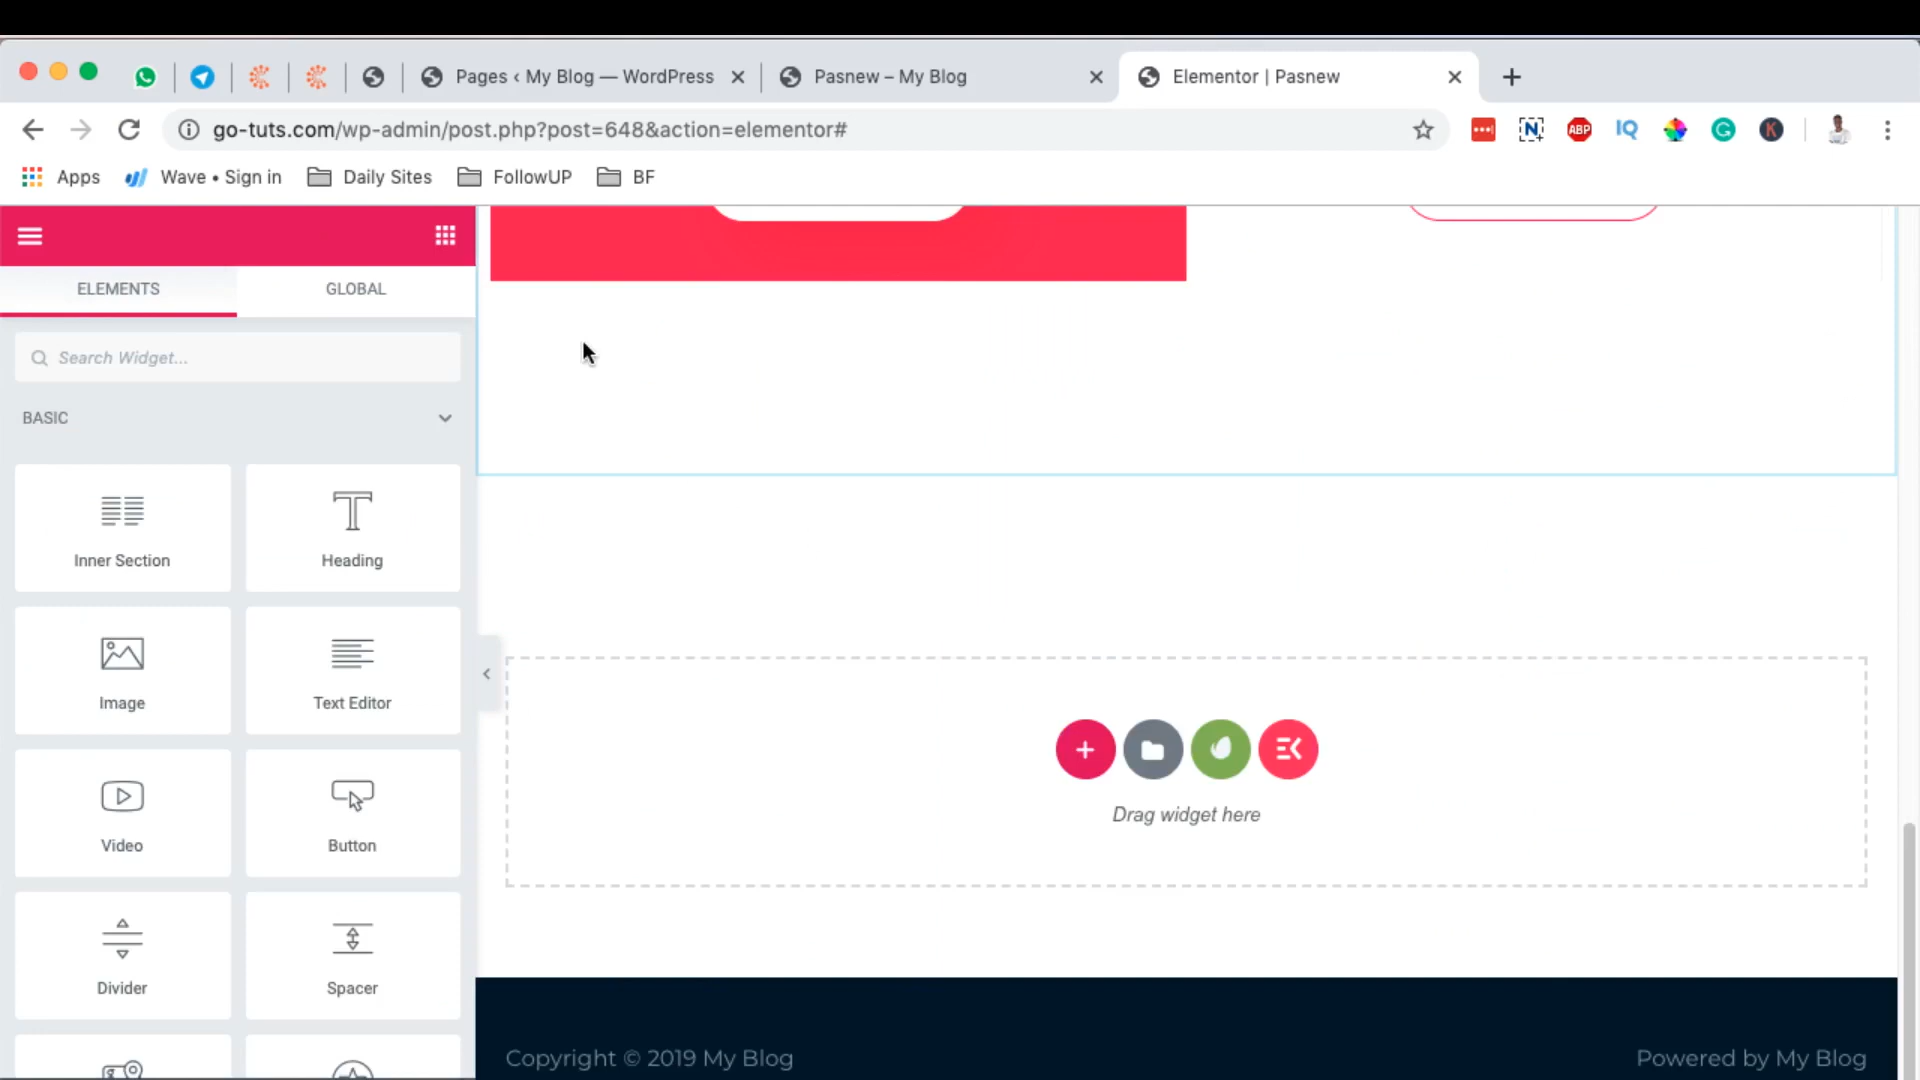 Pages ‹ My Blog — WordPress
Pasnew – My Blog
Elementor | Pasnew
go-tuts.com/wp-admin/post.php?post=648&action=elementor#
ABP
IQ
Apps
Wave • Sign in
Daily Sites
FollowUP
BF
ELEMENTS
GLOBAL
Search Widget...
BASIC
Inner Section
Heading
Image
Text Editor
Video
Button
Divider
Spacer
Drag widget here
Copyright © 2019 My Blog
Powered by My Blog